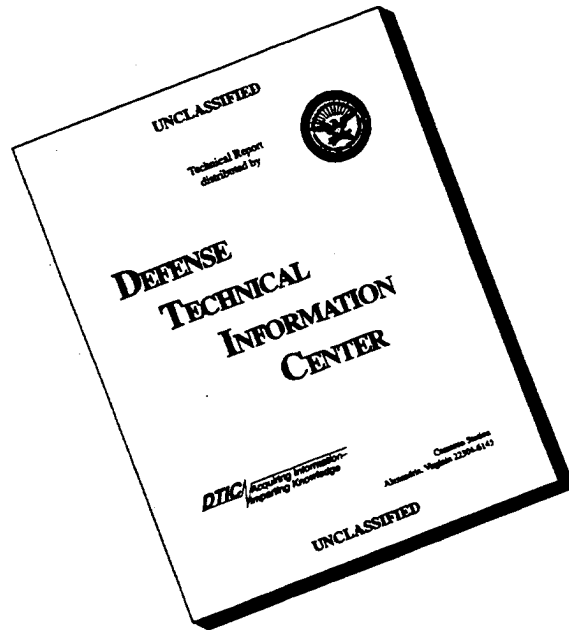 UNCLASSIFIED
Technical Report
distributed by
DEFENSE
TECHNICAL
INFORMATION
CENTER
DTIC Acquiring Information-
Imparting Knowledge
Cameron Station
Alexandria, Virginia 22304-6145
UNCLASSIFIED